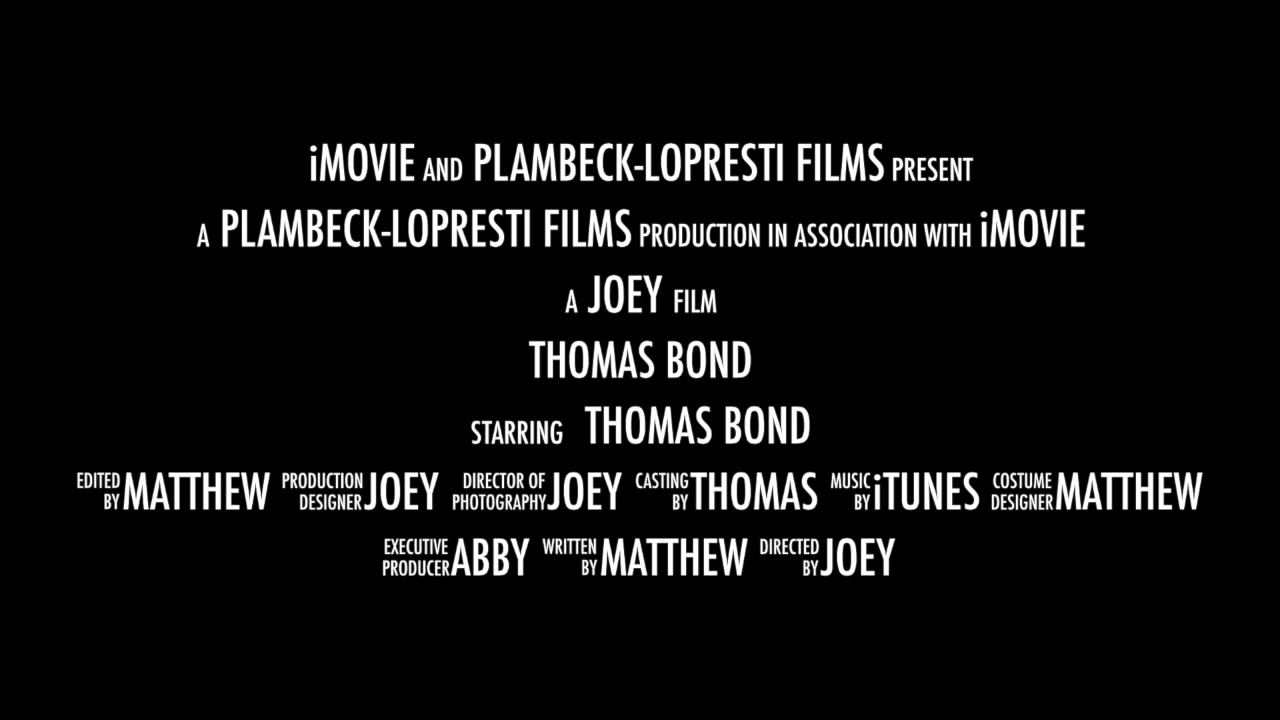 iMOVIE AND PLAMBECK-LOPRESTI FILMS PRESENT
A PLAMBECK-LOPRESTI FILMS PRODUCTION IN ASSOCIATION WITH iMOVIE
A JOEY FILM
THOMAS BOND
STARRING THOMAS BOND
EDITED BY MATTHEW PRODUCTION DESIGNER JOEY DIRECTOR OF PHOTOGRAPHY JOEY CASTING BY THOMAS MUSIC BY iTUNES COSTUME DESIGNER MATTHEW
EXECUTIVE PRODUCER ABBY WRITTEN BY MATTHEW DIRECTED BY JOEY